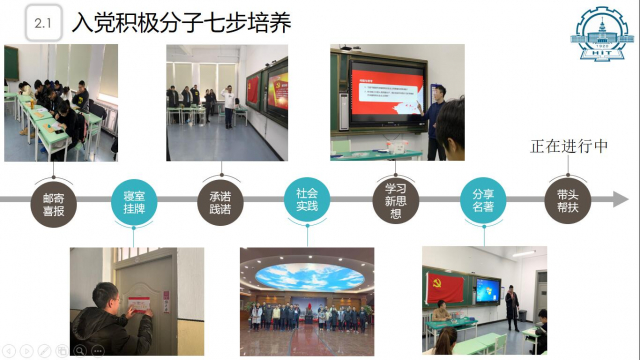 2.1
入党积极分子七步培养
1920
HIT
正在进行中
邮寄
喜报
寝室
挂牌
承诺
践诺
社会
实践
学习
新思
想
分享
名著
带头
帮扶